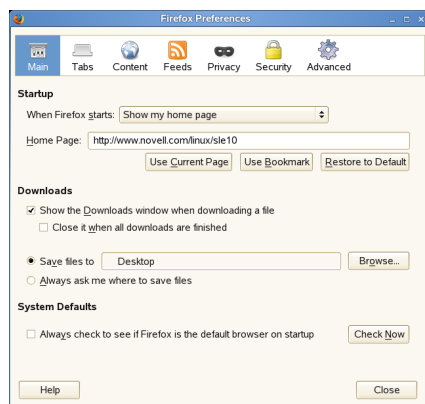 Firefox Preferences
Main Tabs Content Feeds Privacy Security Advanced
Startup
When Firefox starts: Show my home page
Home Page: http://www.novell.com/linux/sle10
Use Current Page Use Bookmark Restore to Default
Downloads
Show the Downloads window when downloading a file
Close it when all downloads are finished
Save files to Desktop Browse...
Always ask me where to save files
System Defaults
Always check to see if Firefox is the default browser on startup Check Now
Help Close